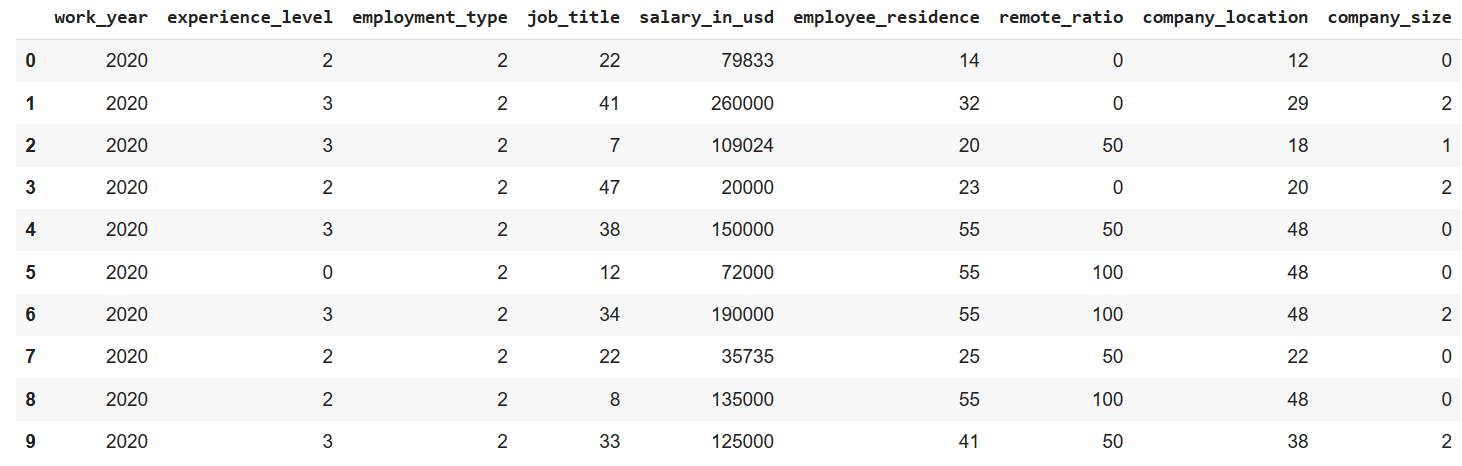 work_year experience_level employment_type job_title salary_in_usd employee_residence remote_ratio company_location company_size
0 2020 2 2 22 79833 14 0 12 0
1 2020 3 2 41 260000 32 0 29 2
2 2020 3 2 7 109024 20 50 18 1
3 2020 2 2 47 20000 23 0 20 2
4 2020 3 2 38 150000 55 50 48 0
5 2020 0 2 12 72000 55 100 48 0
6 2020 3 2 34 190000 55 100 48 2
7 2020 2 2 22 35735 25 50 22 0
8 2020 2 2 8 135000 55 100 48 0
9 2020 3 2 33 125000 41 50 38 2